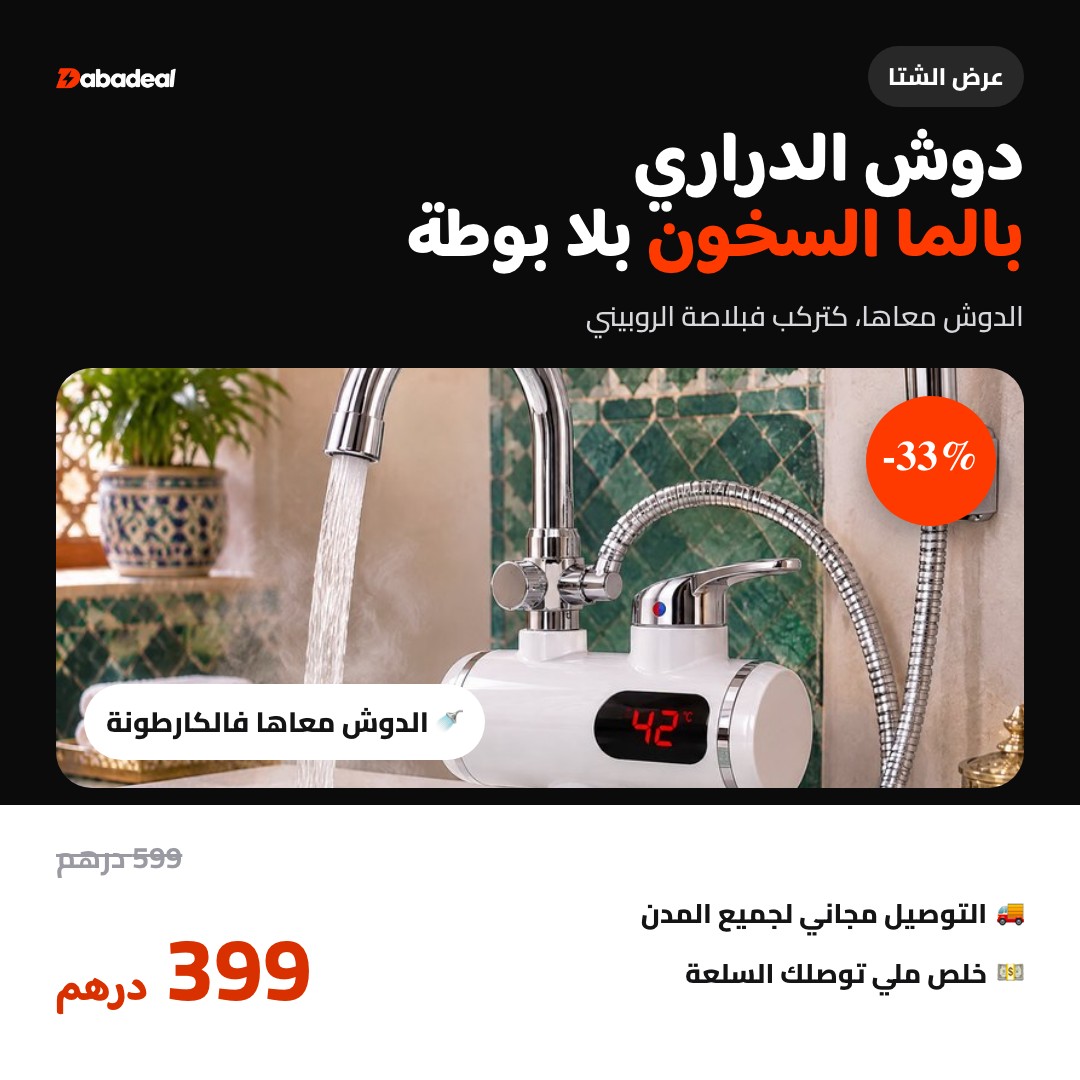 Dabadeal
عرض الشتا
دوش الدراري
بالما السخون بلا بوطة
الدوش معاها، كتركب فبلاصة الروبيني
-33%
42°C
الدوش معاها فالكارطونة
599 درهم
399 درهم
التوصيل مجاني لجميع المدن
خلص ملي توصلك السلعة